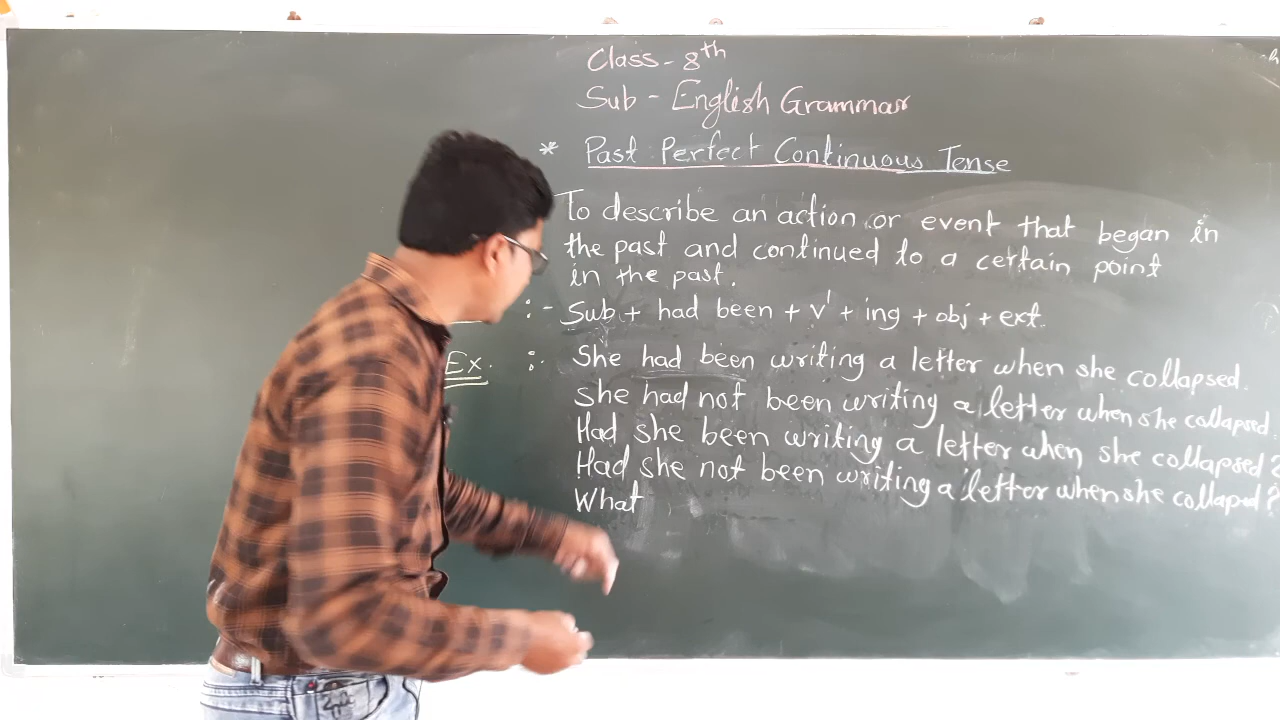 Class - 8th
Sub - English Grammar
* Past Perfect Continuous Tense
To describe an action or event that began in
the past and continued to a certain point
in the past.
:- Sub + had been + v' + ing + obj + ext.
Ex. :- She had been writing a letter when she collapsed.
She had not been writing a letter when she collapsed.
Had she been writing a letter when she collapsed?
Had she not been writing a letter when she collapsed?
What